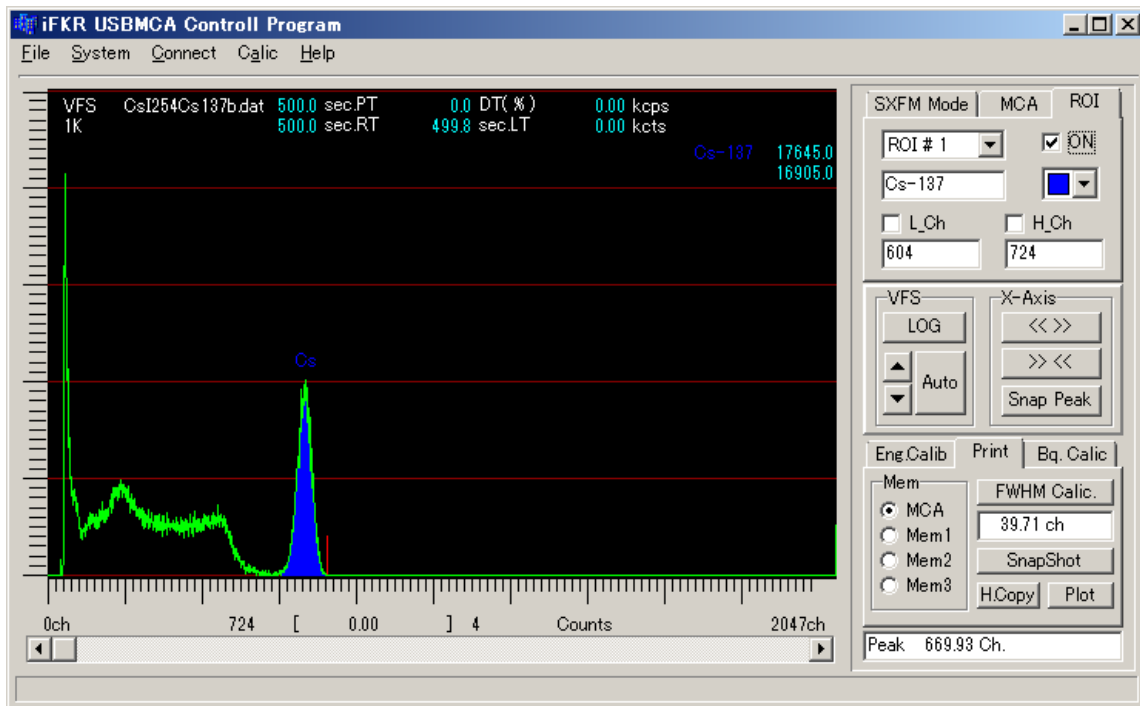 iFKR USBMCA Controll Program
File System Connect Calic Help
VFS CsI254Cs137b.dat 500.0 sec.PT 0.0 DT(%) 0.00 kcps
1K 500.0 sec.RT 499.8 sec.LT 0.00 kcts
Cs-137 17645.0
16905.0
Cs
0ch 724 [ 0.00 ] 4 Counts 2047ch
SXFM Mode MCA ROI
ROI # 1 ON
Cs-137
L_Ch H_Ch
604 724
VFS X-Axis
LOG << >>
Auto >> <<
Snap Peak
Eng.Calib Print Bq. Calic
Mem FWHM Calic.
MCA 39.71 ch
Mem1
Mem2 SnapShot
Mem3 H.Copy Plot
Peak 669.93 Ch.